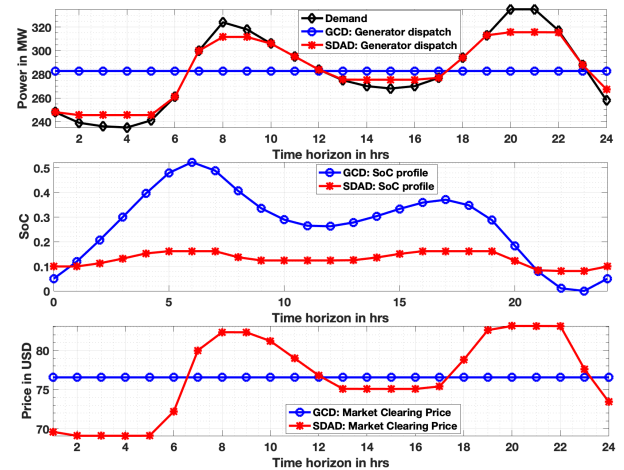 Demand
GCD: Generator dispatch
SDAD: Generator dispatch
Power in MW
320
300
280
260
240
2 4 6 8 10 12 14 16 18 20 22 24
Time horizon in hrs
GCD: SoC profile
SDAD: SoC profile
SoC
0.5
0.4
0.3
0.2
0.1
0
0 5 10 15 20
Time horizon in hrs
Price in USD
80
75
70
GCD: Market Clearing Price
SDAD: Market Clearing Price
2 4 6 8 10 12 14 16 18 20 22 24
Time horizon in hrs